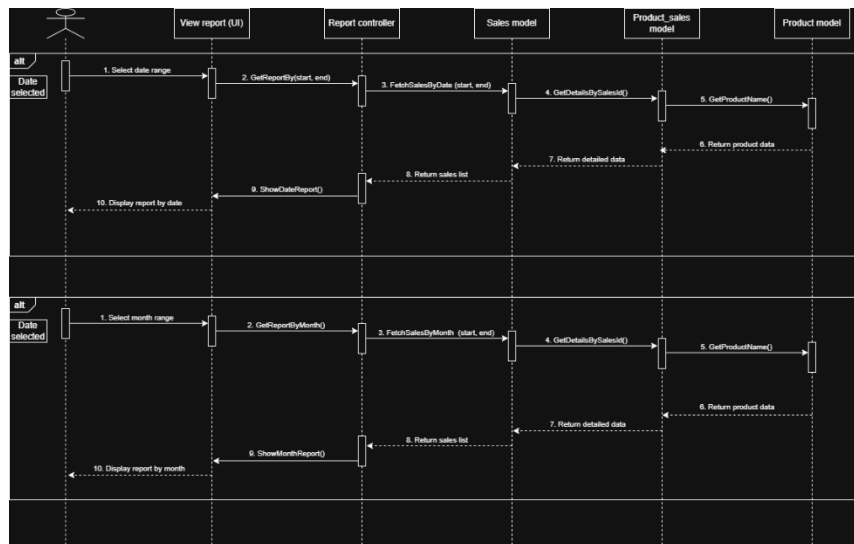 View report (UI)
Report controller
Sales model
Product_sales
model
Product model
alt
Date
selected
1. Select date range
2. GetReportBy(start, end)
3. FetchSalesByDate (start, end)
4. GetDetailsBySalesId()
5. GetProductName()
6. Return product data
7. Return detailed data
8. Return sales list
9. ShowDateReport()
10. Display report by date
alt
Date
selected
1. Select month range
2. GetReportByMonth()
3. FetchSalesByMonth (start, end)
4. GetDetailsBySalesId()
5. GetProductName()
6. Return product data
7. Return detailed data
8. Return sales list
9. ShowMonthReport()
10. Display report by month